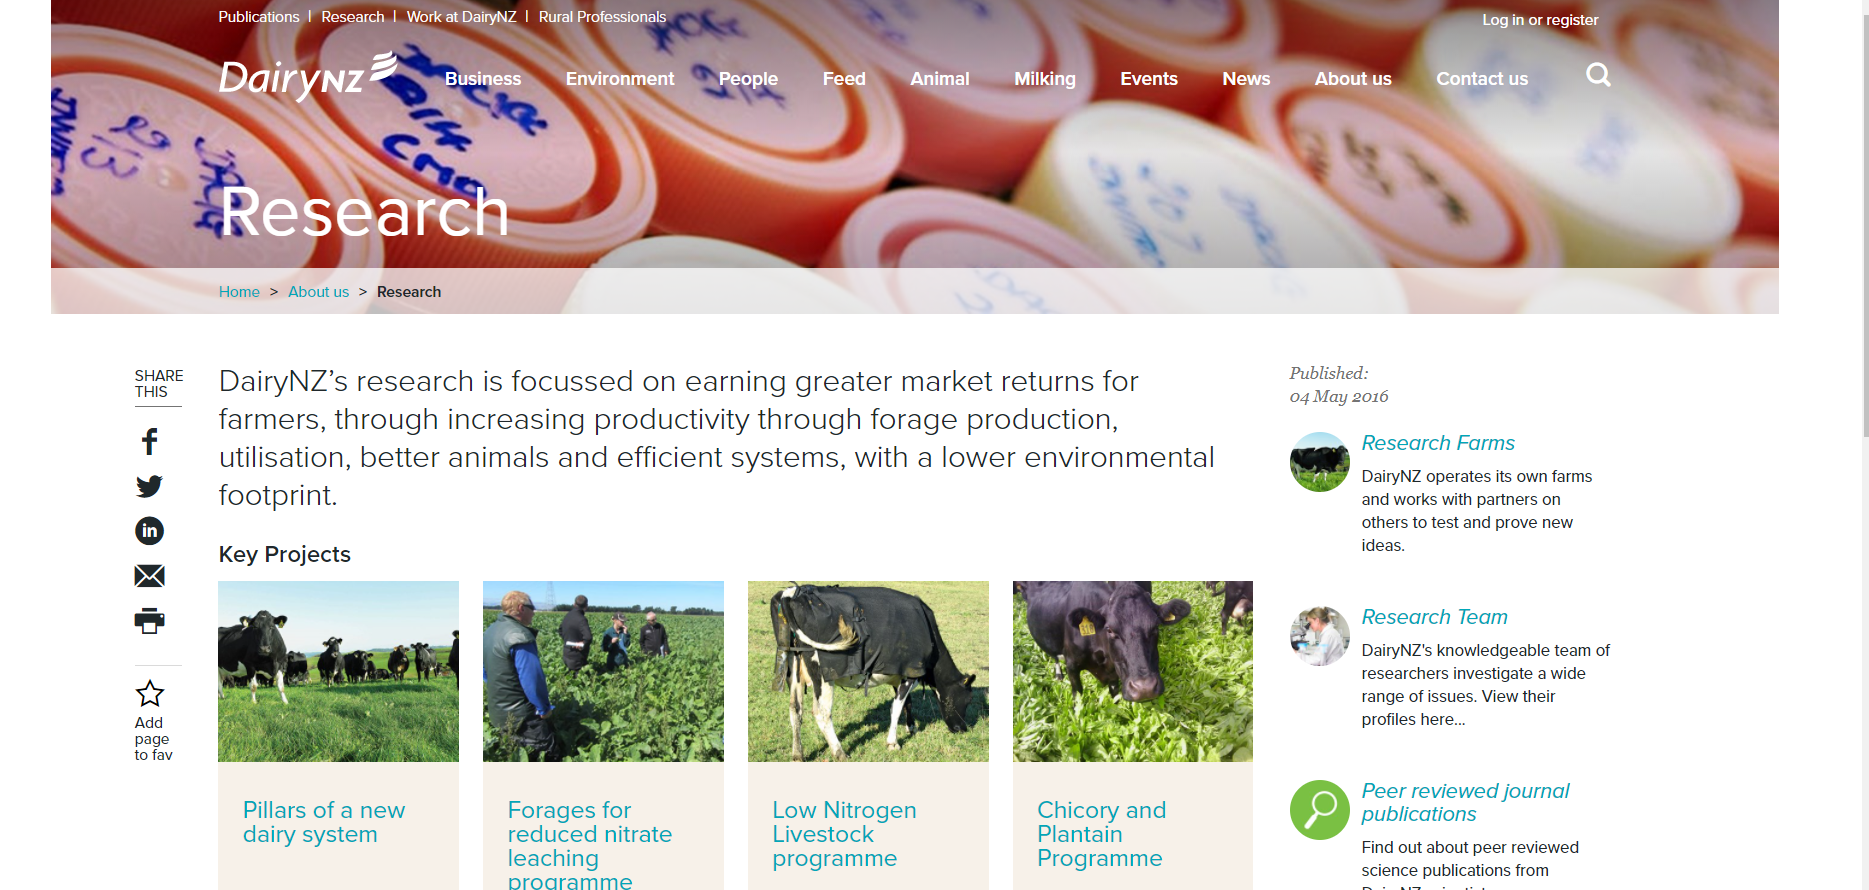 Publications | Research | Work at DairyNZ | Rural Professionals
Log in or register
DairyNZ
Business Environment People Feed Animal Milking Events News About us Contact us
Research
Home > About us > Research
SHARE
THIS
Add
page
to fav
DairyNZ’s research is focussed on earning greater market returns for
farmers, through increasing productivity through forage production,
utilisation, better animals and efficient systems, with a lower environmental
footprint.
Key Projects
Pillars of a new
dairy system
Forages for
reduced nitrate
leaching
programme
Low Nitrogen
Livestock
programme
Chicory and
Plantain
Programme
Published:
04 May 2016
Research Farms
DairyNZ operates its own farms
and works with partners on
others to test and prove new
ideas.
Research Team
DairyNZ's knowledgeable team of
researchers investigate a wide
range of issues. View their
profiles here...
Peer reviewed journal
publications
Find out about peer reviewed
science publications from